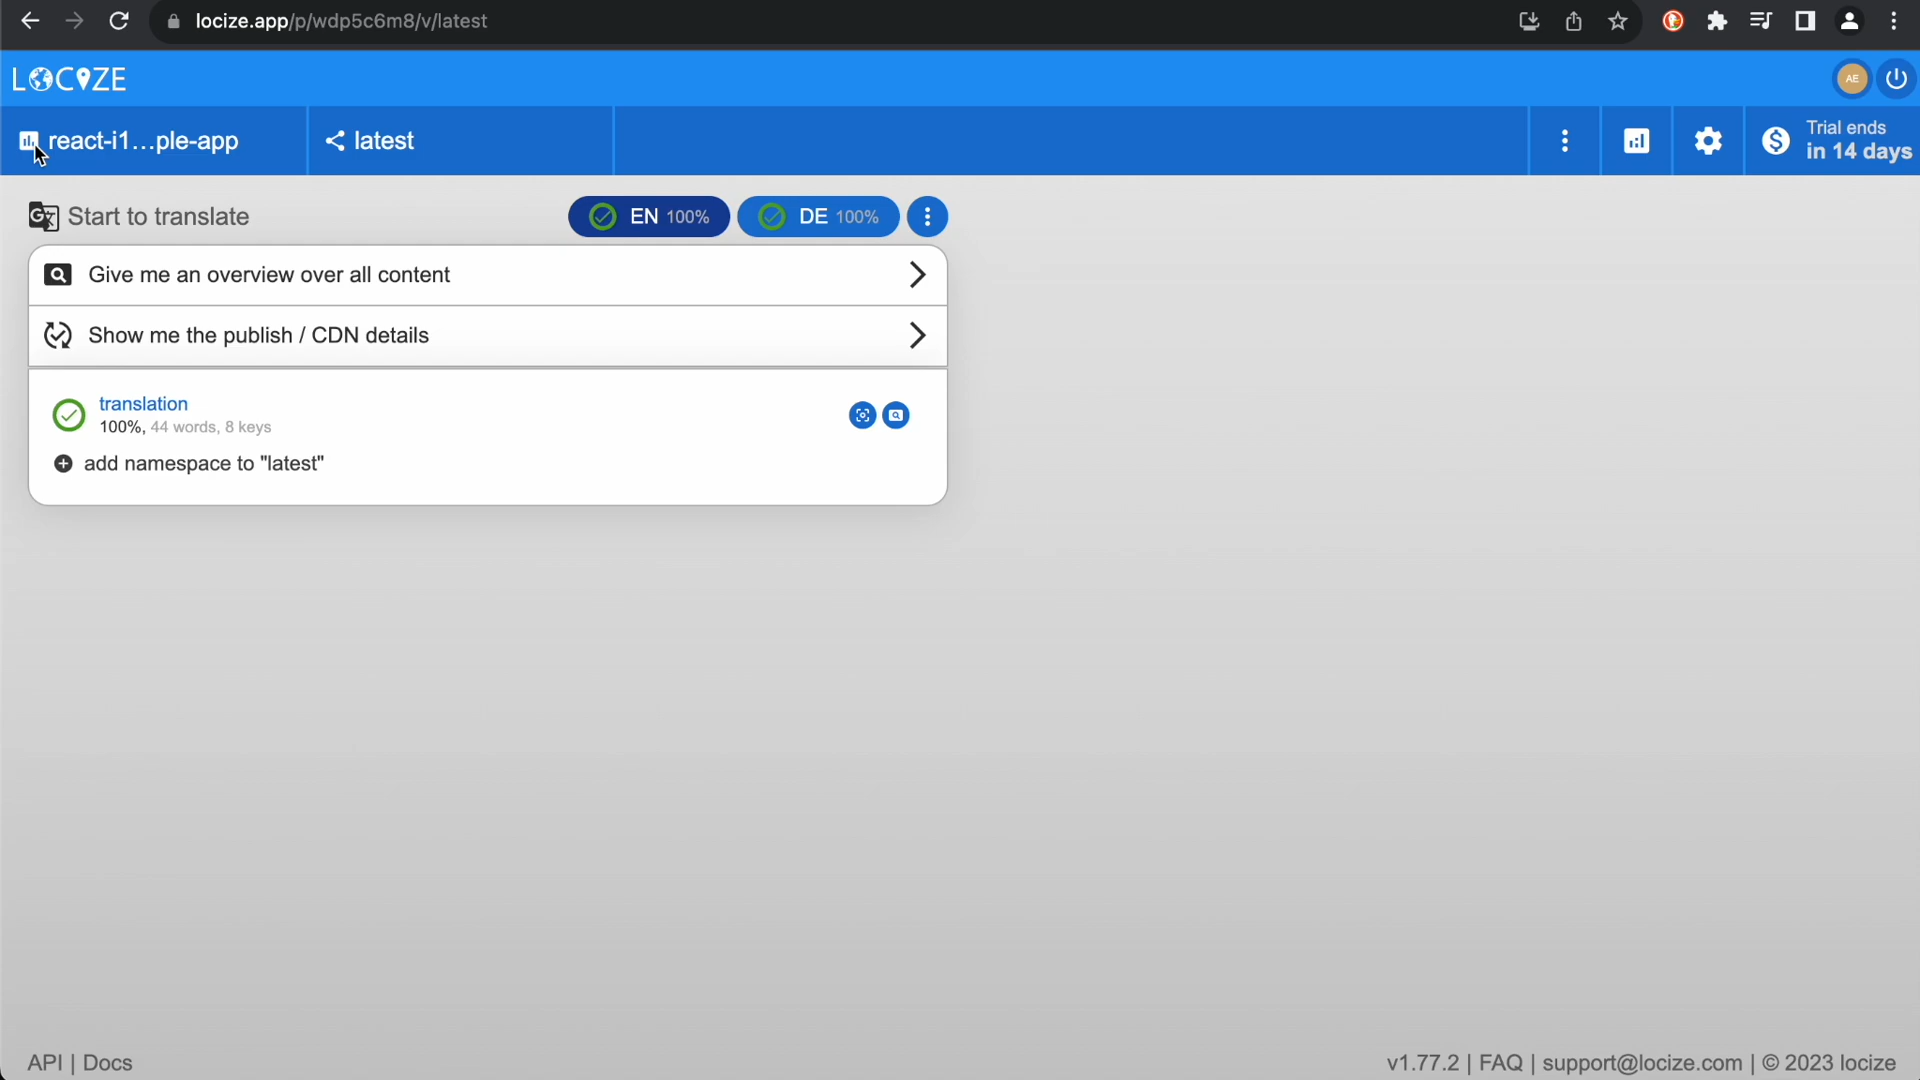 locize.app/p/wdp5c6m8/v/latest
LOCIZE
AE
react-i1...ple-app
latest
Trial ends
in 14 days
Start to translate
EN 100%
DE 100%
Give me an overview over all content
Show me the publish / CDN details
translation
100%, 44 words, 8 keys
add namespace to "latest"
API | Docs
v1.77.2 | FAQ | support@locize.com | © 2023 locize